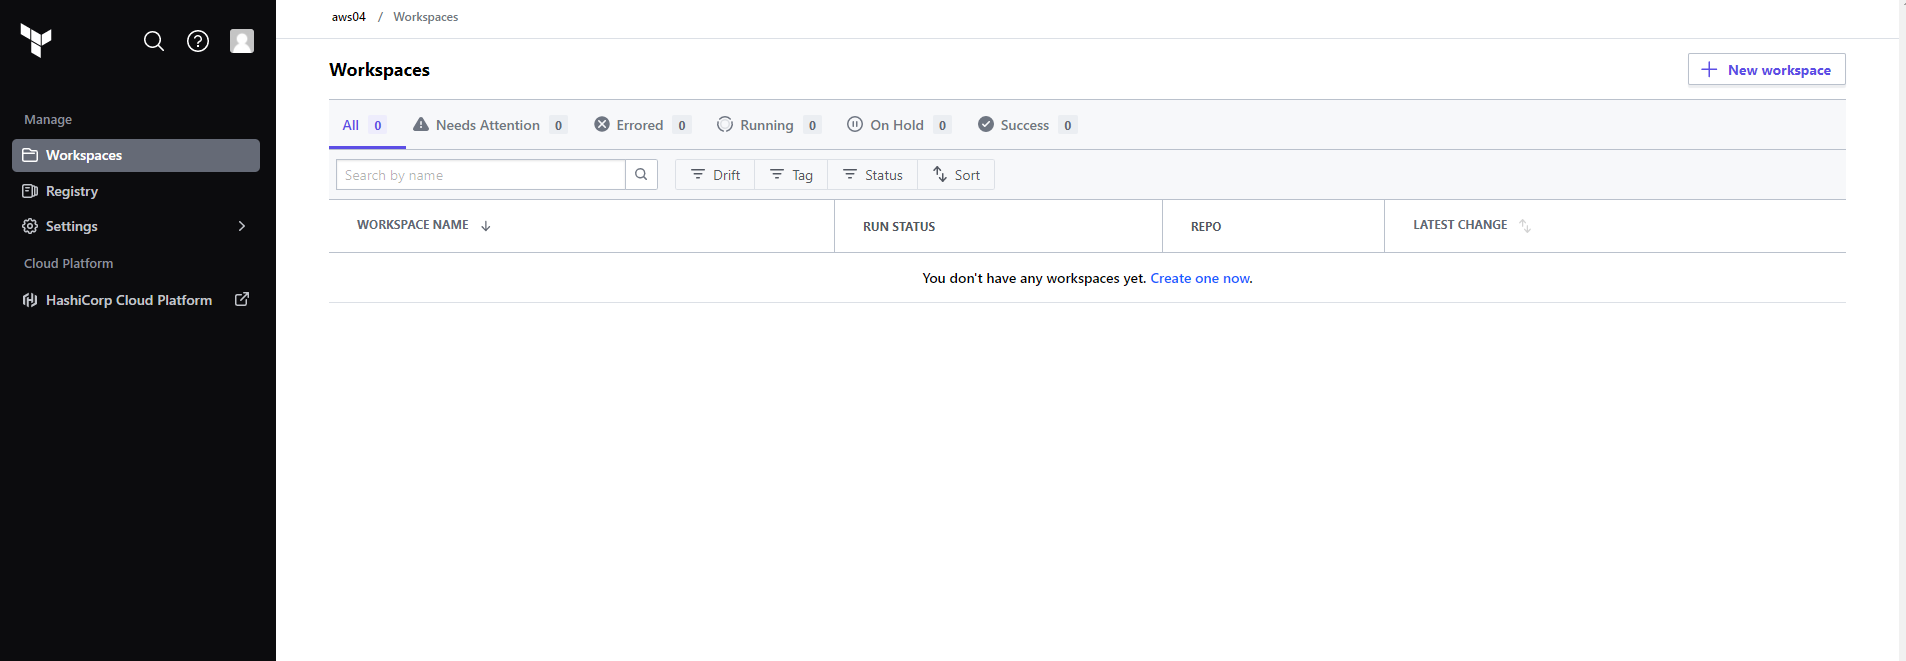 aws04 / Workspaces
Workspaces
New workspace
Manage
Workspaces
Registry
Settings
Cloud Platform
HashiCorp Cloud Platform
All 0 Needs Attention 0 Errored 0 Running 0 On Hold 0 Success 0
Search by name Drift Tag Status Sort
WORKSPACE NAME RUN STATUS REPO LATEST CHANGE
You don't have any workspaces yet. Create one now.